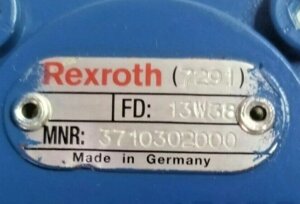 Rexroth (7291)
FD: 13W38
MNR: 3710302000
Made in Germany